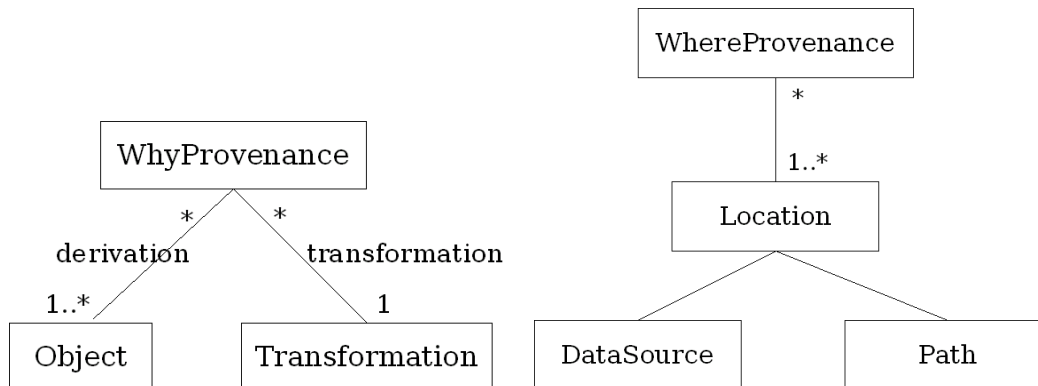 WhyProvenance
*
*
derivation
transformation
1..*
1
Object
Transformation
WhereProvenance
*
1..*
Location
DataSource
Path